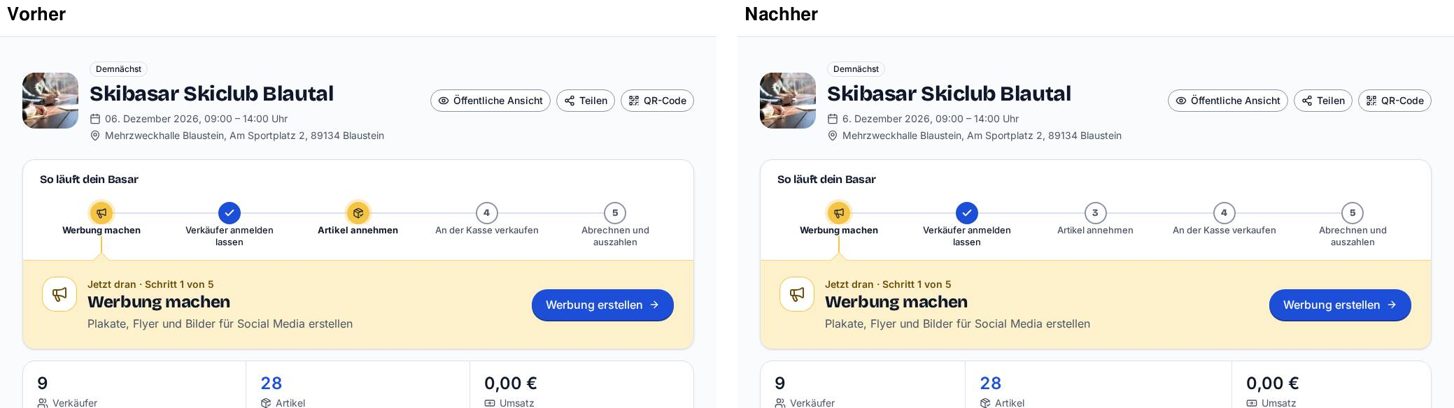 Vorher
Demnächst
Skibasar Skiclub Blautal
06. Dezember 2026, 09:00 – 14:00 Uhr
Mehrzweckhalle Blaustein, Am Sportplatz 2, 89134 Blaustein
Öffentliche Ansicht
Teilen
QR-Code
So läuft dein Basar
4
5
Werbung machen
Verkäufer anmelden
lassen
Artikel annehmen
An der Kasse verkaufen
Abrechnen und
auszahlen
Jetzt dran · Schritt 1 von 5
Werbung machen
Plakate, Flyer und Bilder für Social Media erstellen
Werbung erstellen
9
Verkäufer
28
Artikel
0,00 €
Umsatz
Nachher
Demnächst
Skibasar Skiclub Blautal
6. Dezember 2026, 09:00 – 14:00 Uhr
Mehrzweckhalle Blaustein, Am Sportplatz 2, 89134 Blaustein
Öffentliche Ansicht
Teilen
QR-Code
So läuft dein Basar
3
4
5
Werbung machen
Verkäufer anmelden
lassen
Artikel annehmen
An der Kasse verkaufen
Abrechnen und
auszahlen
Jetzt dran · Schritt 1 von 5
Werbung machen
Plakate, Flyer und Bilder für Social Media erstellen
Werbung erstellen
9
Verkäufer
28
Artikel
0,00 €
Umsatz